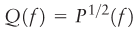 Q(f) = P^{1/2}(f)